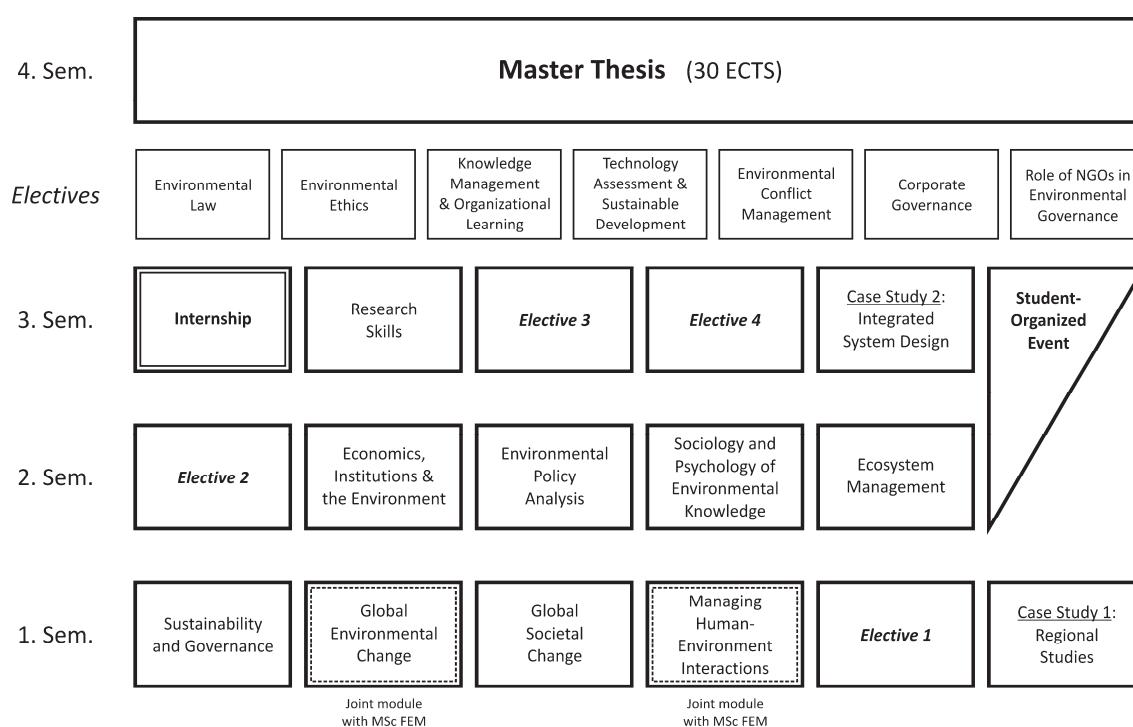 4. Sem.
Master Thesis (30 ECTS)
Electives
Environmental
Law
Environmental
Ethics
Knowledge
Management
& Organizational
Learning
Technology
Assessment &
Sustainable
Development
Environmental
Conflict
Management
Corporate
Governance
Role of NGOs in
Environmental
Governance
3. Sem.
Internship
Research
Skills
Elective 3
Elective 4
Case Study 2:
Integrated
System Design
Student-
Organized
Event
2. Sem.
Elective 2
Economics,
Institutions &
the Environment
Environmental
Policy
Analysis
Sociology and
Psychology of
Environmental
Knowledge
Ecosystem
Management
1. Sem.
Sustainability
and Governance
Global
Environmental
Change
Global
Societal
Change
Managing
Human-
Environment
Interactions
Elective 1
Case Study 1:
Regional
Studies
Joint module
with MSc FEM
Joint module
with MSc FEM